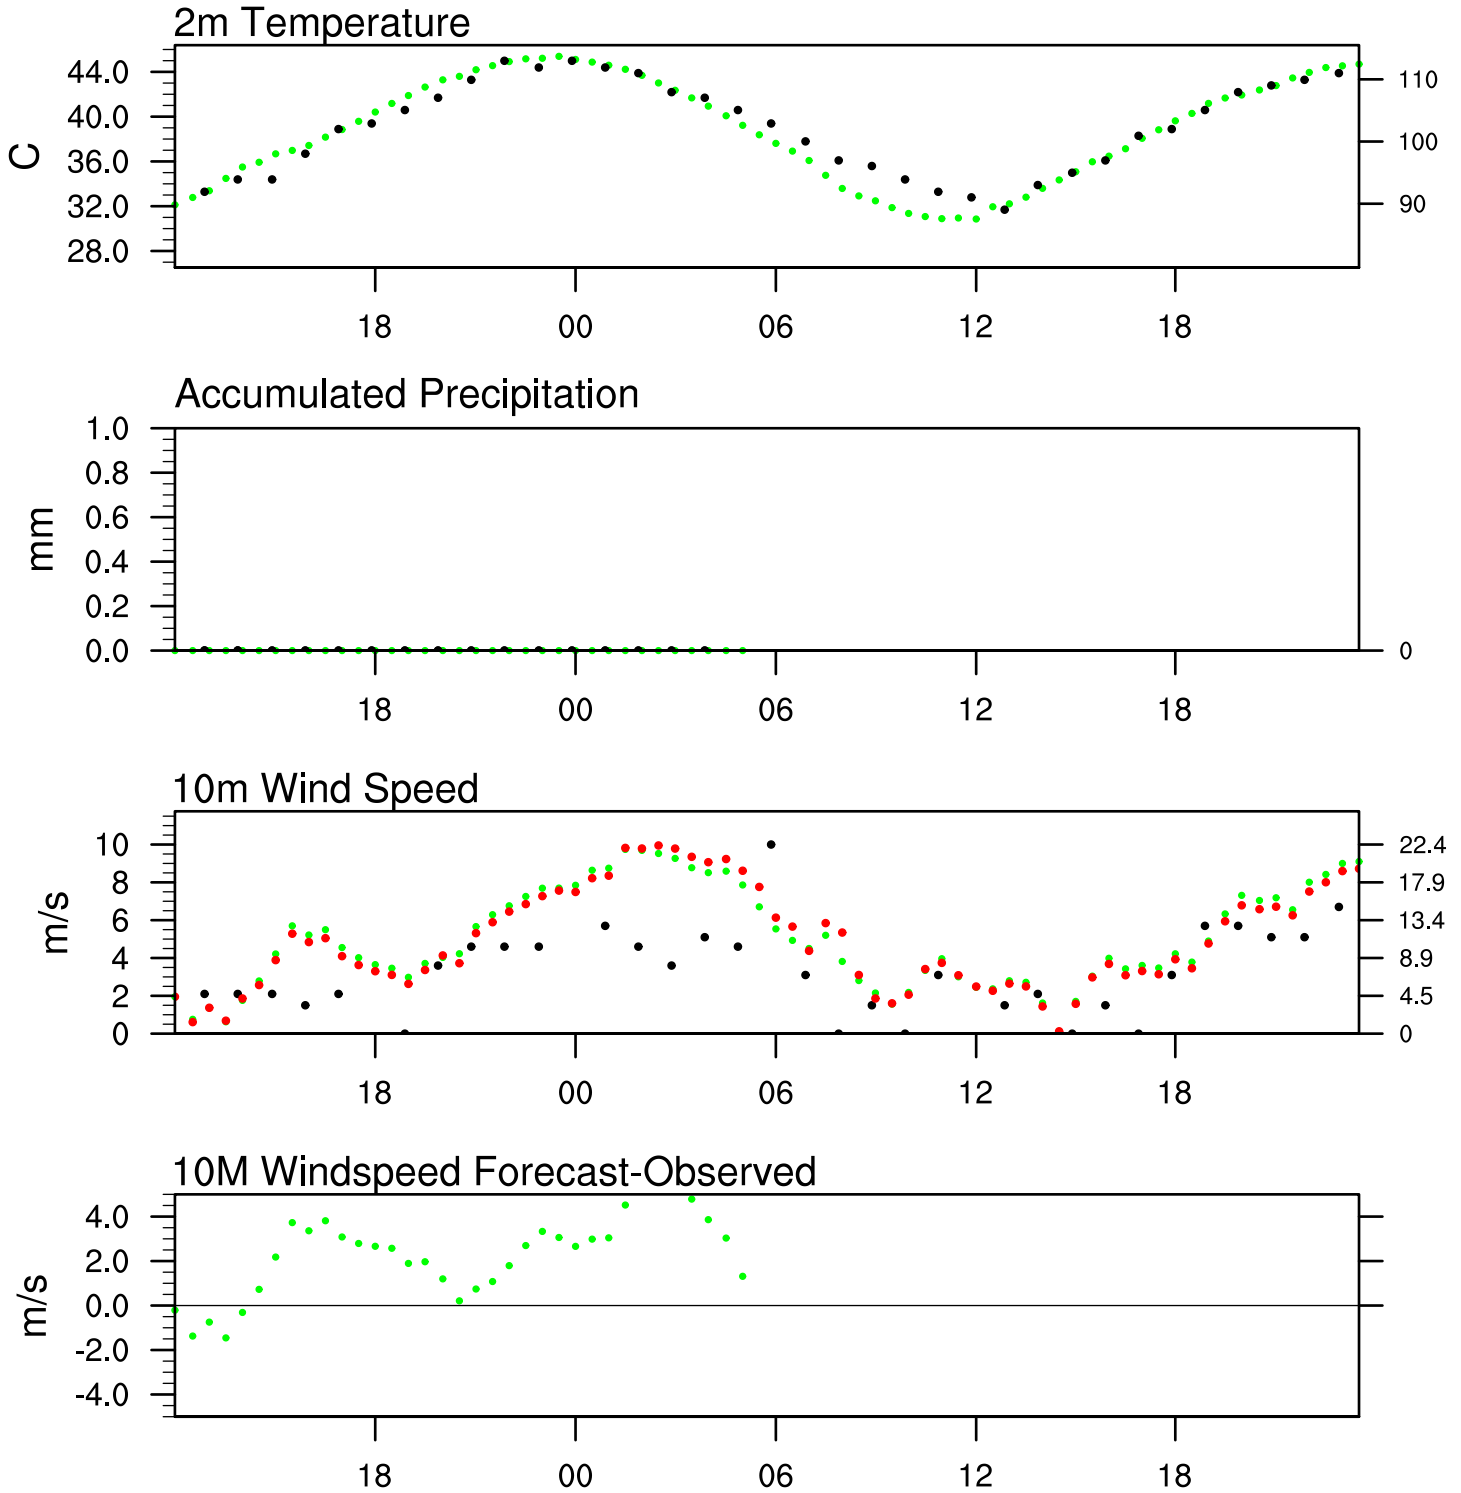 2m Temperature
C
44.0
40.0
36.0
32.0
28.0
110
100
90
18 00 06 12 18
Accumulated Precipitation
mm
1.0
0.8
0.6
0.4
0.2
0.0
0
18 00 06 12 18
10m Wind Speed
m/s
10
8
6
4
2
0
22.4
17.9
13.4
8.9
4.5
0
18 00 06 12 18
10M Windspeed Forecast-Observed
m/s
4.0
2.0
0.0
-2.0
-4.0
18 00 06 12 18